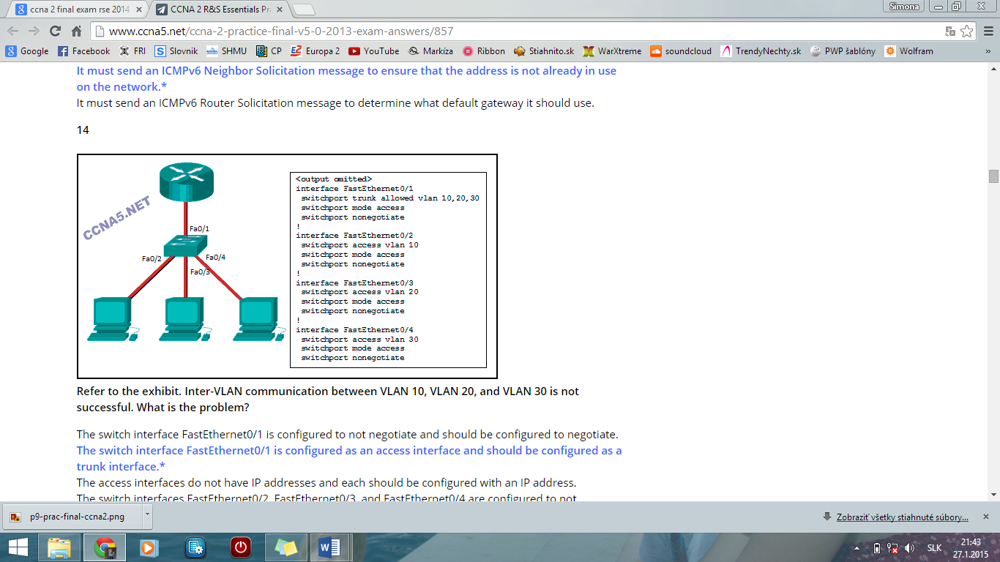 ccna 2 final exam rse 2014
CCNA 2 R&S Essentials Pr
Simona
www.ccna5.net/ccna-2-practice-final-v5-0-2013-exam-answers/857
Google Facebook FRI Slovnik SHMU CP Europa 2 YouTube Markíza Ribbon Stiahnito.sk WarXtreme soundcloud TrendyNechty.sk PWP šablóny Wolfram »
It must send an ICMPv6 Neighbor Solicitation message to ensure that the address is not already in use
on the network.*
It must send an ICMPv6 Router Solicitation message to determine what default gateway it should use.
14
CCNA5.NET
Fa0/1
Fa0/2
Fa0/4
Fa0/3
<output omitted>
interface FastEthernet0/1
switchport trunk allowed vlan 10,20,30
switchport mode access
switchport nonegotiate
!
interface FastEthernet0/2
switchport access vlan 10
switchport mode access
switchport nonegotiate
!
interface FastEthernet0/3
switchport access vlan 20
switchport mode access
switchport nonegotiate
!
interface FastEthernet0/4
switchport access vlan 30
switchport mode access
switchport nonegotiate
Refer to the exhibit. Inter-VLAN communication between VLAN 10, VLAN 20, and VLAN 30 is not
successful. What is the problem?
The switch interface FastEthernet0/1 is configured to not negotiate and should be configured to negotiate.
The switch interface FastEthernet0/1 is configured as an access interface and should be configured as a
trunk interface.*
The access interfaces do not have IP addresses and each should be configured with an IP address.
The switch interfaces FastEthernet0/2, FastEthernet0/3, and FastEthernet0/4 are configured to not
p9-prac-final-ccna2.png
Zobraziť všetky stiahnuté súbory...
SLK
21:43
27.1.2015